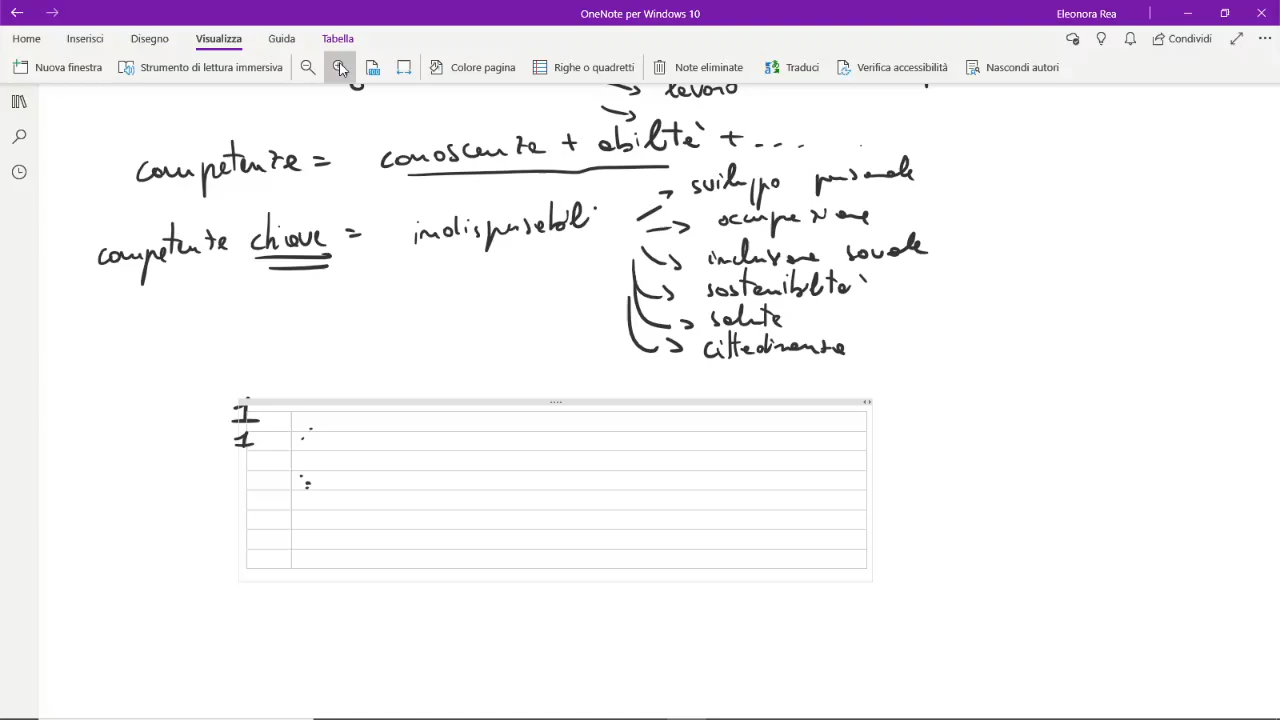 OneNote per Windows 10
Eleonora Rea
Home Inserisci Disegno Visualizza Guida Tabella
Condividi
Nuova finestra Strumento di lettura immersiva Colore pagina Righe o quadretti Note eliminate Traduci Verifica accessibilità Nascondi autori
lavoro
competenze = conoscenze + abilità + ....
competenze chiave = indispensabili
sviluppo personale
occupazione
inclusione sociale
sostenibilità
salute
cittadinanza
1
1